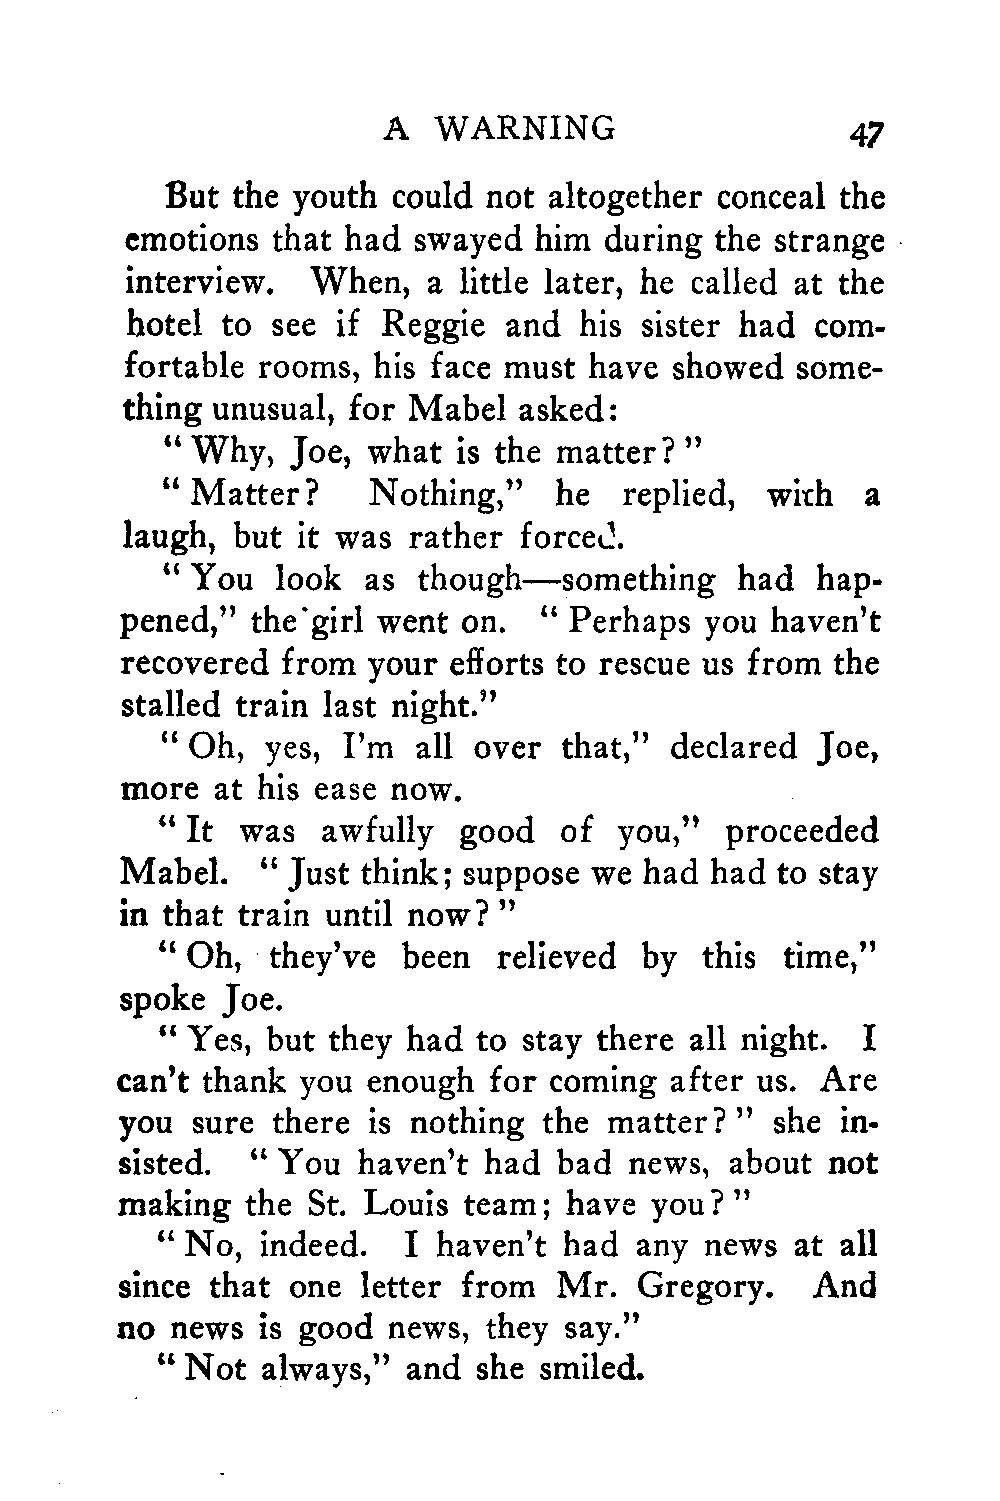 A WARNING 47
But the youth could not altogether conceal the
emotions that had swayed him during the strange
interview. When, a little later, he called at the
hotel to see if Reggie and his sister had com-
fortable rooms, his face must have showed some-
thing unusual, for Mabel asked:
“ Why, Joe, what is the matter? ”
“ Matter? Nothing,” he replied, with a
laugh, but it was rather forced.
“ You look as though—something had hap-
pened,” the girl went on. “ Perhaps you haven’t
recovered from your efforts to rescue us from the
stalled train last night.”
“ Oh, yes, I’m all over that,” declared Joe,
more at his ease now.
“ It was awfully good of you,” proceeded
Mabel. “ Just think; suppose we had had to stay
in that train until now? ”
“ Oh, they’ve been relieved by this time,”
spoke Joe.
“ Yes, but they had to stay there all night. I
can’t thank you enough for coming after us. Are
you sure there is nothing the matter? ” she in-
sisted. “ You haven’t had bad news, about not
making the St. Louis team; have you? ”
“ No, indeed. I haven’t had any news at all
since that one letter from Mr. Gregory. And
no news is good news, they say.”
“ Not always,” and she smiled.